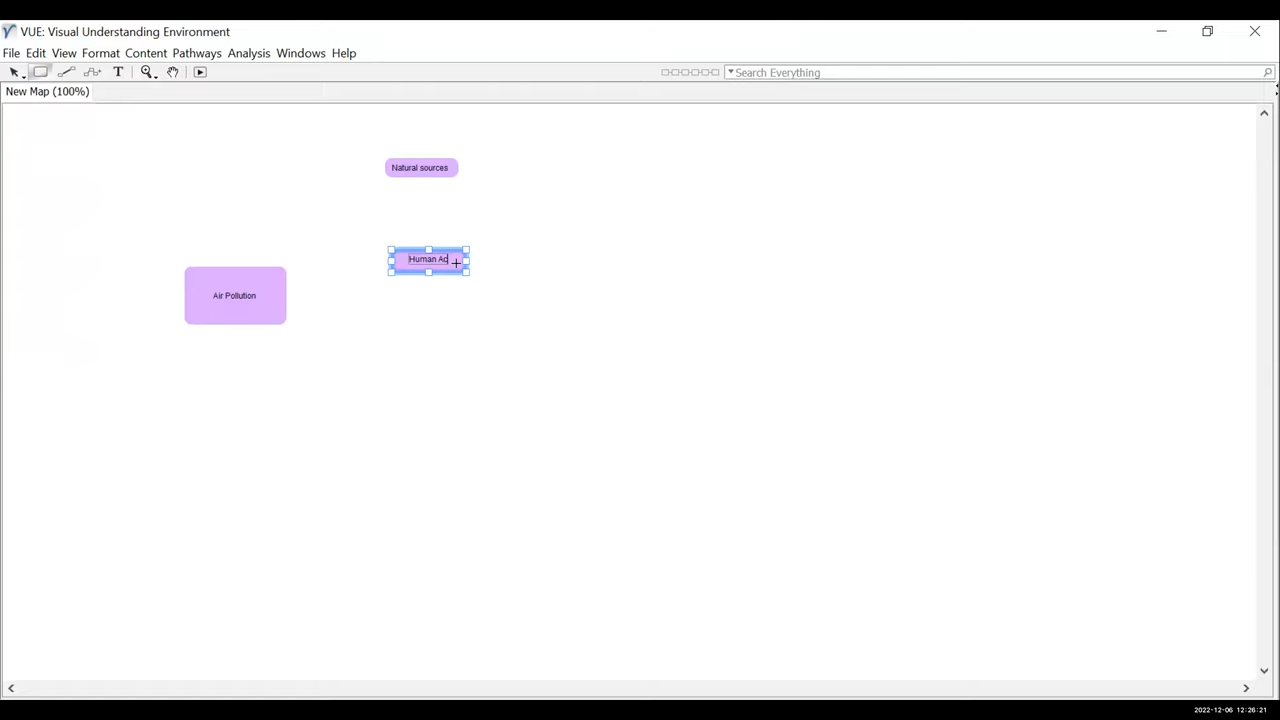 VUE: Visual Understanding Environment
File Edit View Format Content Pathways Analysis Windows Help
T
Search Everything
New Map (100%)
Natural sources
Human Ac
Air Pollution
2022-12-06 12:26:21